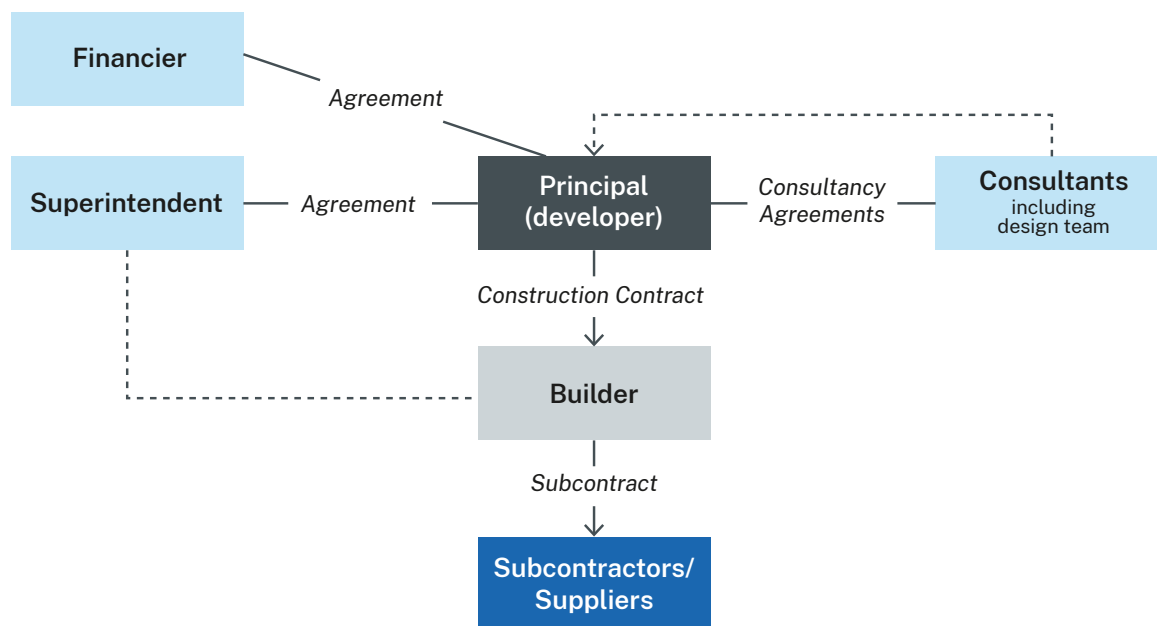 Financier
Agreement
Superintendent
Agreement
Principal
(developer)
Consultancy
Agreements
Consultants
including
design team
Construction Contract
Builder
Subcontract
Subcontractors/
Suppliers